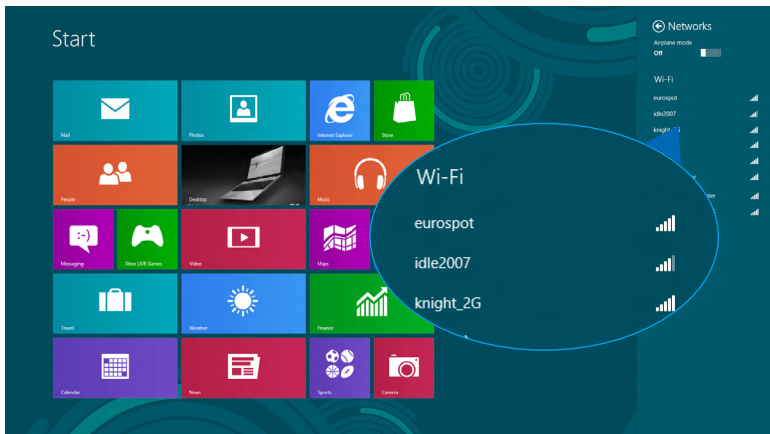 Start
Mail
Photos
Internet Explorer
Store
People
Desktop
Music
Messaging
Xbox LIVE Games
Video
Maps
Travel
Weather
Finance
Calendar
News
Sports
Camera
Networks
Airplane mode
Off
Wi-Fi
eurospot
idle2007
Wi-Fi
eurospot
idle2007
knight_2G